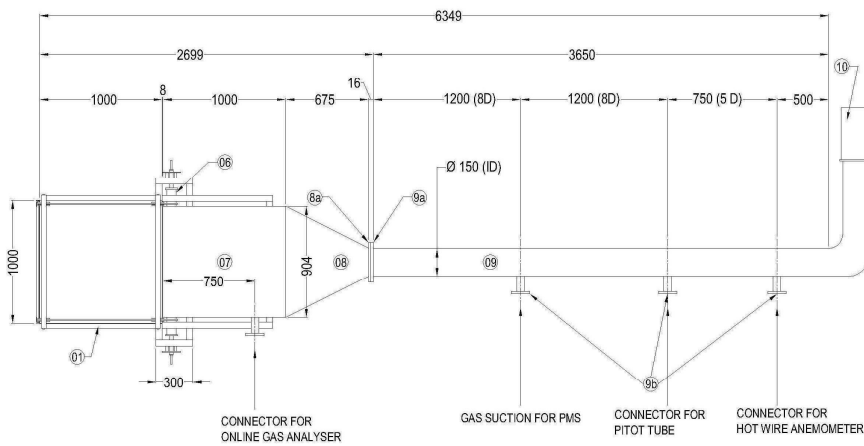 6349
2699
3650
1000
8
1000
675
16
1200 (8D)
1200 (8D)
750 (5 D)
500
10
06
Ø 150 (ID)
8a
9a
1000
07
750
904
08
09
01
300
9b
CONNECTOR FOR
ONLINE GAS ANALYSER
GAS SUCTION FOR PMS
CONNECTOR FOR
PITOT TUBE
CONNECTOR FOR
HOT WIRE ANEMOMETER